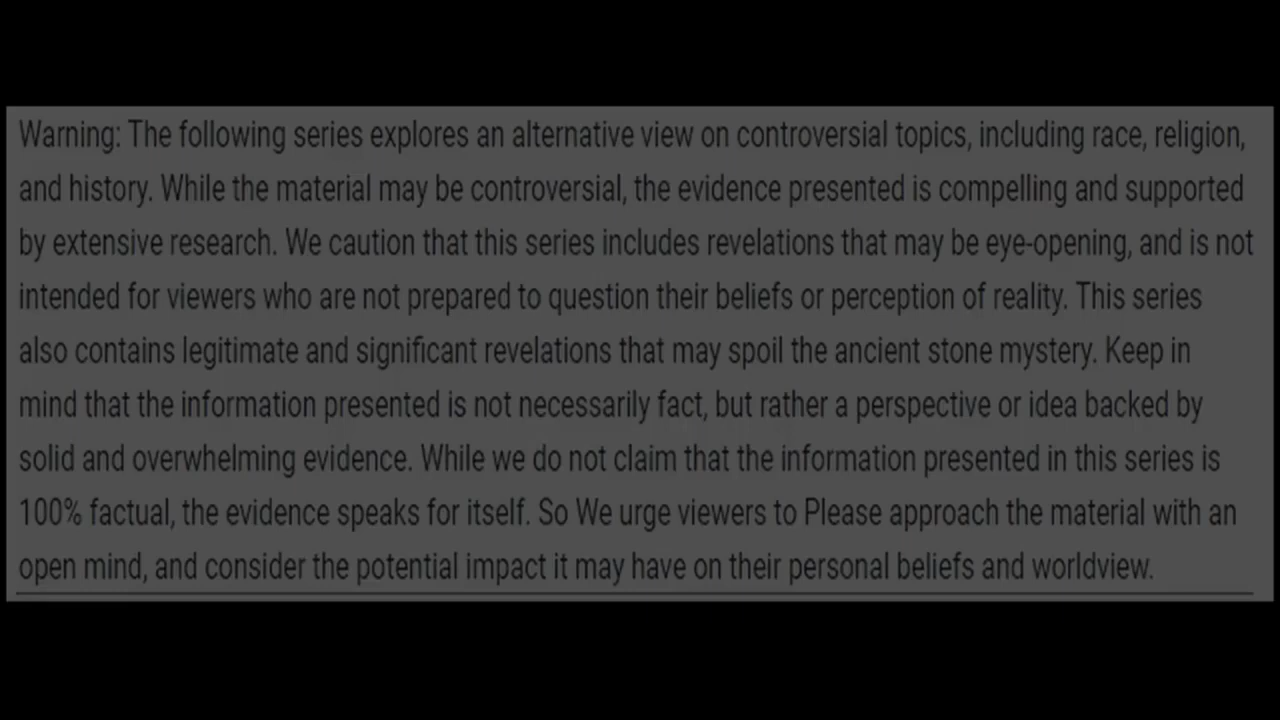 Warning: The following series explores an alternative view on controversial topics, including race, religion,
and history. While the material may be controversial, the evidence presented is compelling and supported
by extensive research. We caution that this series includes revelations that may be eye-opening, and is not
intended for viewers who are not prepared to question their beliefs or perception of reality. This series
also contains legitimate and significant revelations that may spoil the ancient stone mystery. Keep in
mind that the information presented is not necessarily fact, but rather a perspective or idea backed by
solid and overwhelming evidence. While we do not claim that the information presented in this series is
100% factual, the evidence speaks for itself. So We urge viewers to Please approach the material with an
open mind, and consider the potential impact it may have on their personal beliefs and worldview.